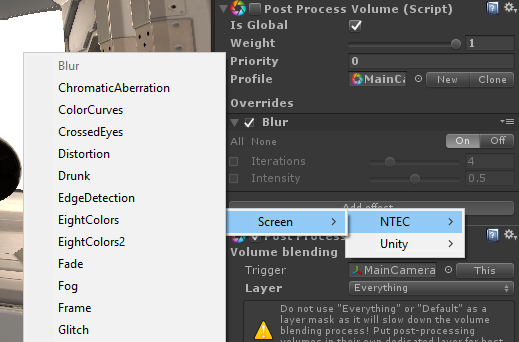 Post Process Volume (Script)
Is Global
Weight 1
Priority 0
Profile MainCa New Clone
Overrides
Blur
All None On Off
Iterations 4
Intensity 0.5
Add effect...
Blur
ChromaticAberration
ColorCurves
CrossedEyes
Distortion
Drunk
EdgeDetection
EightColors
EightColors2
Fade
Fog
Frame
Glitch
Screen
NTEC
Unity
Post Process
Volume blending
Trigger MainCamera This
Layer Everything
Do not use "Everything" or "Default" as a
layer mask as it will slow down the volume
blending process! Put post-processing
volumes in their own dedicated layer for best